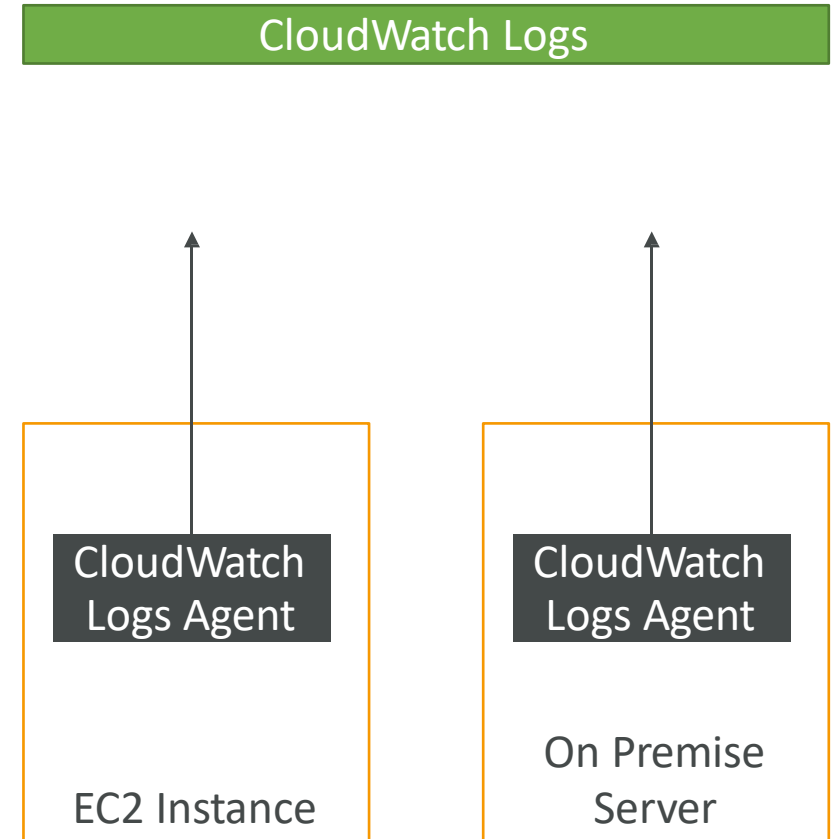 CloudWatch Logs
CloudWatch
Logs Agent
EC2 Instance
CloudWatch
Logs Agent
On Premise
Server